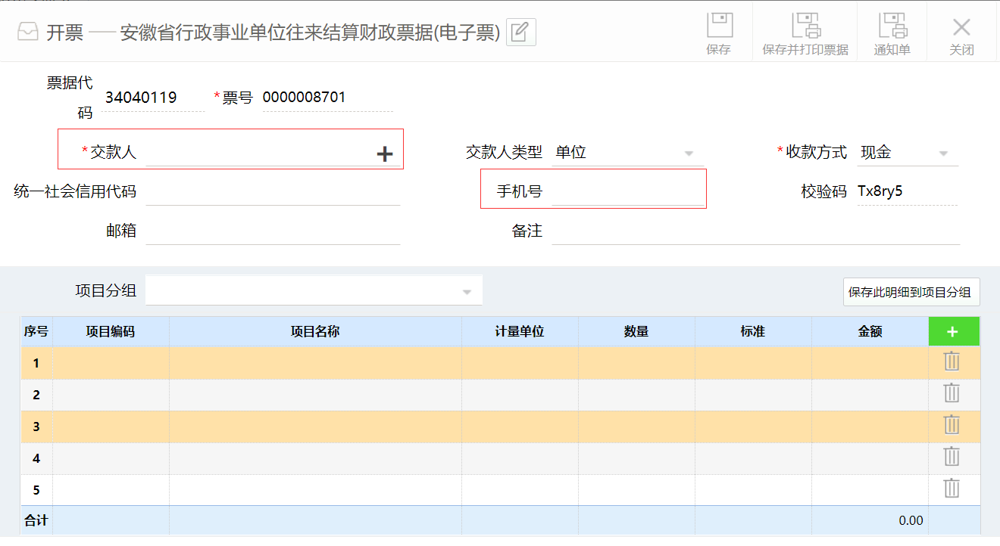 开票 —— 安徽省行政事业单位往来结算财政票据(电子票)
保存
保存并打印票据
通知单
关闭
票据代码 34040119 *票号 0000008701
*交款人 交款人类型 单位 *收款方式 现金
统一社会信用代码 手机号 校验码 Tx8ry5
邮箱 备注
项目分组 保存此明细到项目分组
序号 项目编码 项目名称 计量单位 数量 标准 金额 +
1
2
3
4
5
合计 0.00